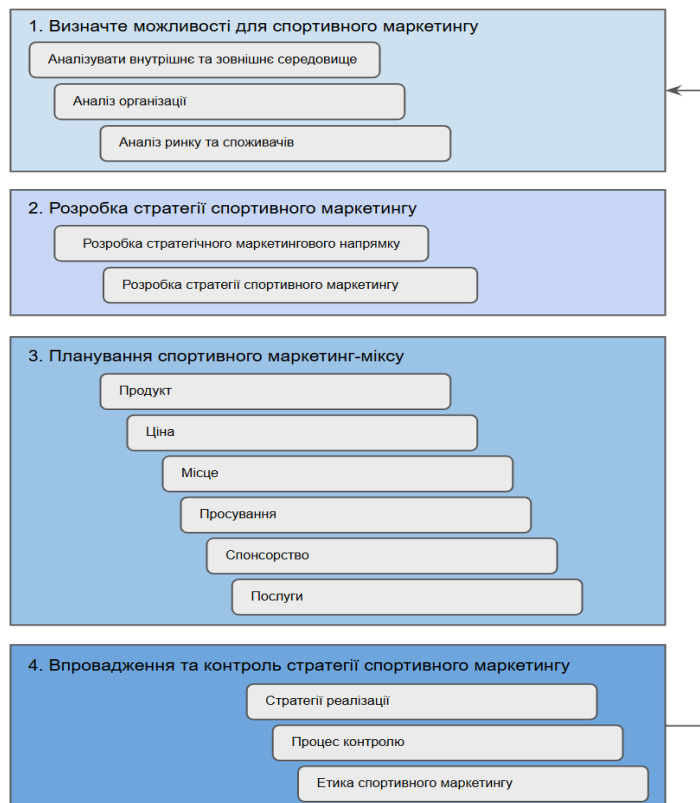 1. Визначте можливості для спортивного маркетингу
Аналізувати внутрішнє та зовнішнє середовище
Аналіз організації
Аналіз ринку та споживачів
2. Розробка стратегії спортивного маркетингу
Розробка стратегічного маркетингового напрямку
Розробка стратегії спортивного маркетингу
3. Планування спортивного маркетинг-міксу
Продукт
Ціна
Місце
Просування
Спонсорство
Послуги
4. Впровадження та контроль стратегії спортивного маркетингу
Стратегії реалізації
Процес контролю
Етика спортивного маркетингу